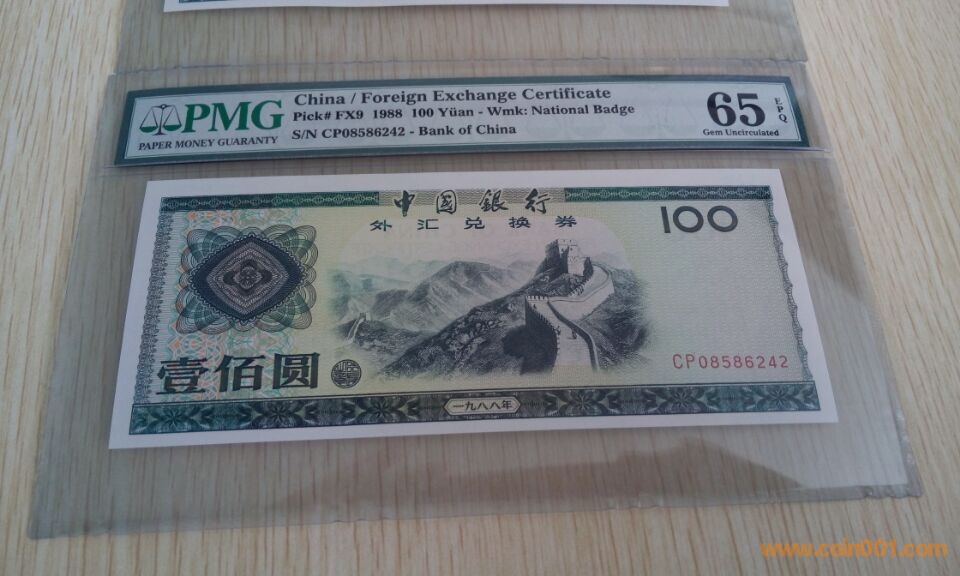 PMG
PAPER MONEY GUARANTY
China / Foreign Exchange Certificate
Pick# FX9 1988 100 Yüan - Wmk: National Badge
S/N CP08586242 - Bank of China
65 EPQ
Gem Uncirculated
中國銀行
外汇兑换券
100
CP08586242
壹佰圆
一九八八年
www.coin001.com